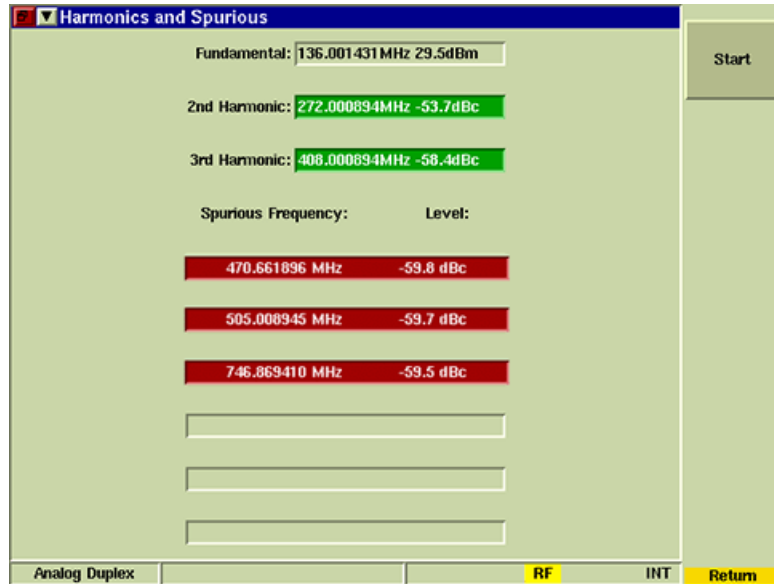 Harmonics and Spurious
Start
Fundamental: 136.001431MHz 29.5dBm
2nd Harmonic: 272.000894MHz -53.7dBc
3rd Harmonic: 408.000894MHz -58.4dBc
Spurious Frequency: Level:
470.661896 MHz -59.8 dBc
505.008945 MHz -59.7 dBc
746.869410 MHz -59.5 dBc
Analog Duplex RF INT Return